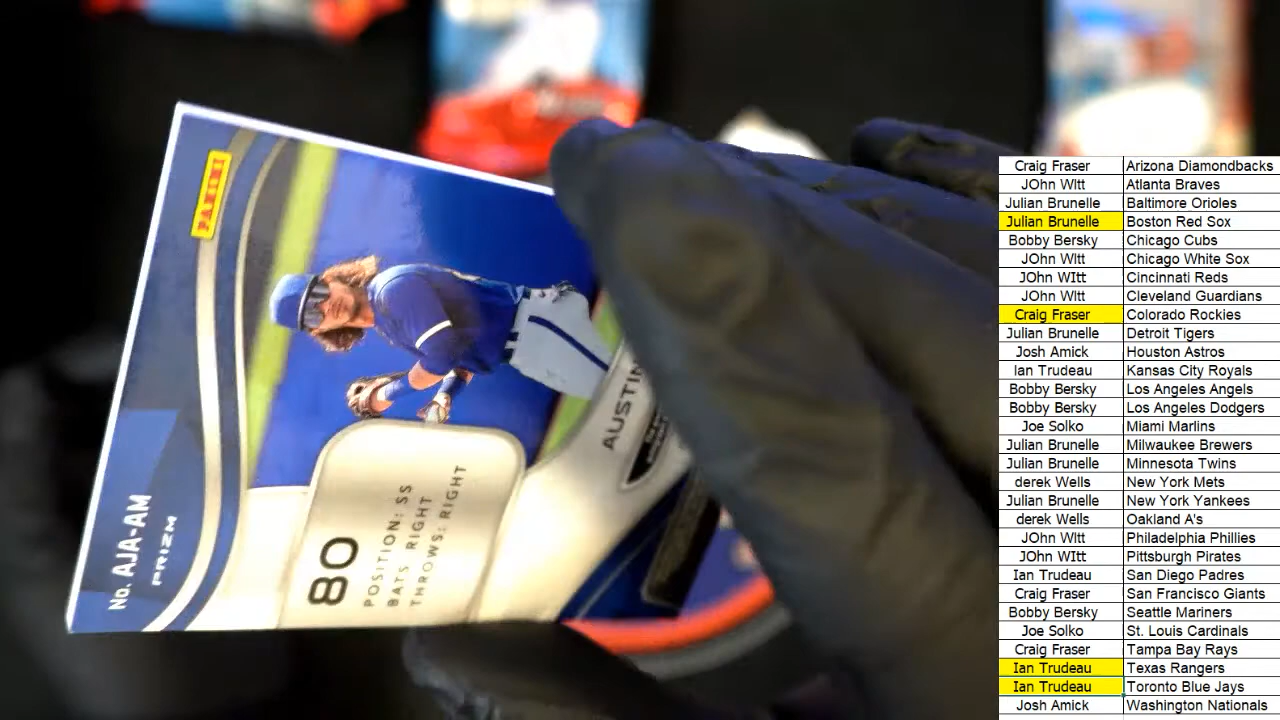 PANINI
No. AJA-AM
PRIZM
80
POSITION: SS
BATS: RIGHT
THROWS: RIGHT
Craig Fraser Arizona Diamondbacks
JOhn WItt Atlanta Braves
Julian Brunelle Baltimore Orioles
Julian Brunelle Boston Red Sox
Bobby Bersky Chicago Cubs
JOhn WItt Chicago White Sox
JOhn WItt Cincinnati Reds
JOhn WItt Cleveland Guardians
Craig Fraser Colorado Rockies
Julian Brunelle Detroit Tigers
Josh Amick Houston Astros
Ian Trudeau Kansas City Royals
Bobby Bersky Los Angeles Angels
Bobby Bersky Los Angeles Dodgers
Joe Solko Miami Marlins
Julian Brunelle Milwaukee Brewers
Julian Brunelle Minnesota Twins
derek Wells New York Mets
Julian Brunelle New York Yankees
derek Wells Oakland A's
JOhn WItt Philadelphia Phillies
JOhn WItt Pittsburgh Pirates
Ian Trudeau San Diego Padres
Craig Fraser San Francisco Giants
Bobby Bersky Seattle Mariners
Joe Solko St. Louis Cardinals
Craig Fraser Tampa Bay Rays
Ian Trudeau Texas Rangers
Ian Trudeau Toronto Blue Jays
Josh Amick Washington Nationals